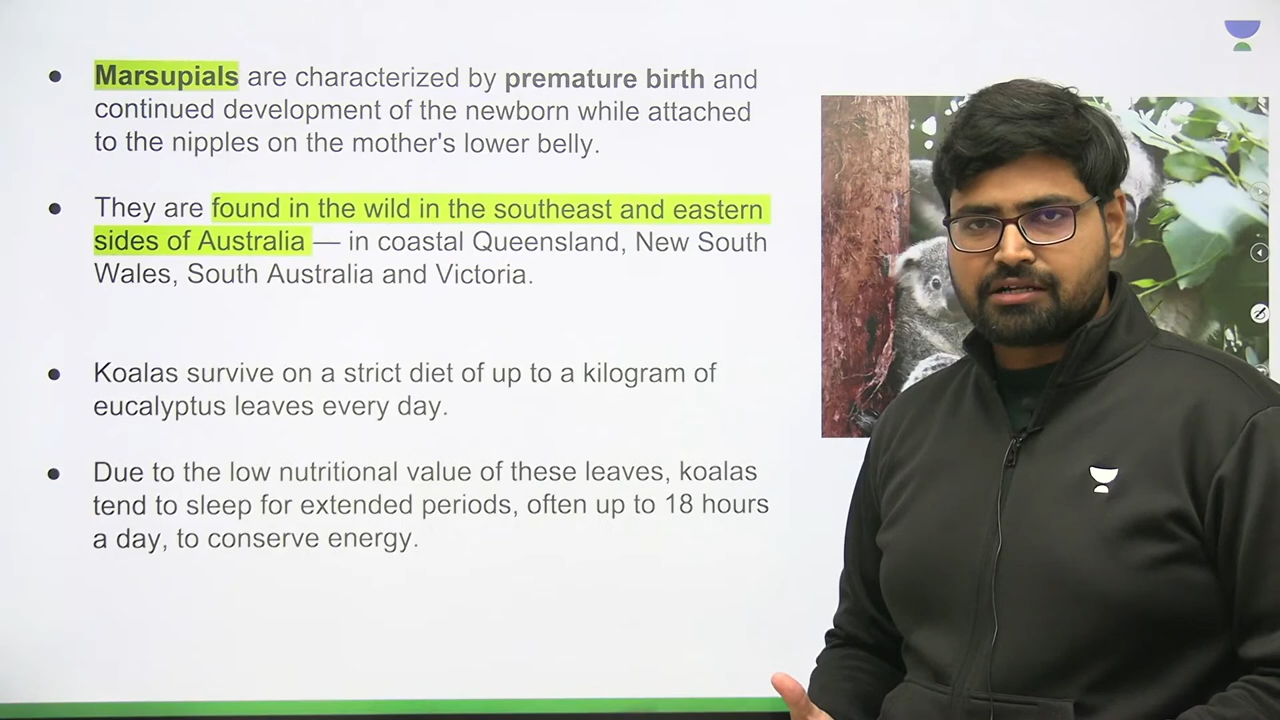 ● Marsupials are characterized by premature birth and
continued development of the newborn while attached
to the nipples on the mother's lower belly.
● They are found in the wild in the southeast and eastern
sides of Australia — in coastal Queensland, New South
Wales, South Australia and Victoria.
● Koalas survive on a strict diet of up to a kilogram of
eucalyptus leaves every day.
● Due to the low nutritional value of these leaves, koalas
tend to sleep for extended periods, often up to 18 hours
a day, to conserve energy.